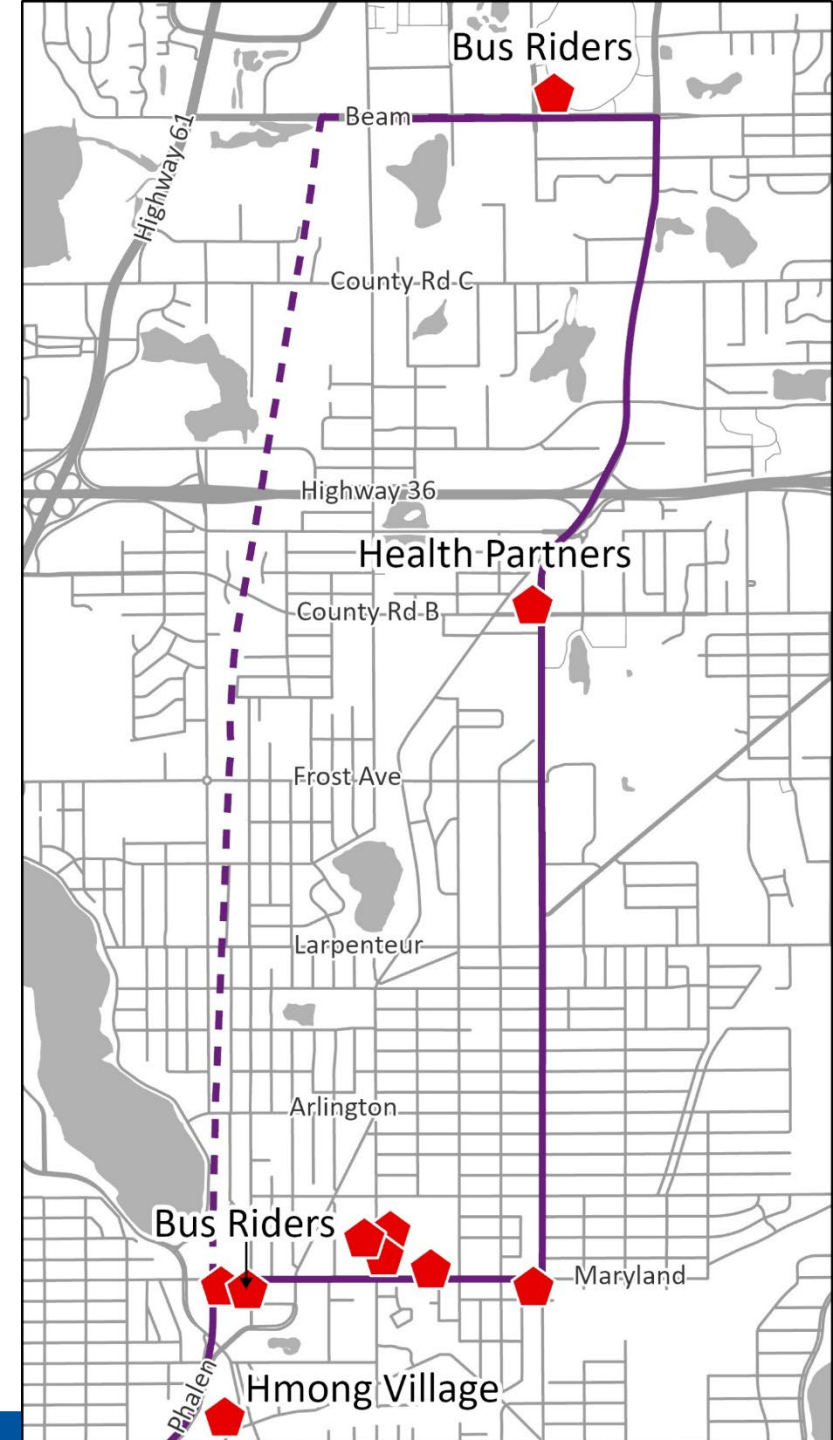 Bus Riders
Beam
Highway 61
County Rd C
Highway 36
Health Partners
County Rd B
Frost Ave
Larpenteur
Arlington
Bus Riders
Maryland
Phalen
Hmong Village